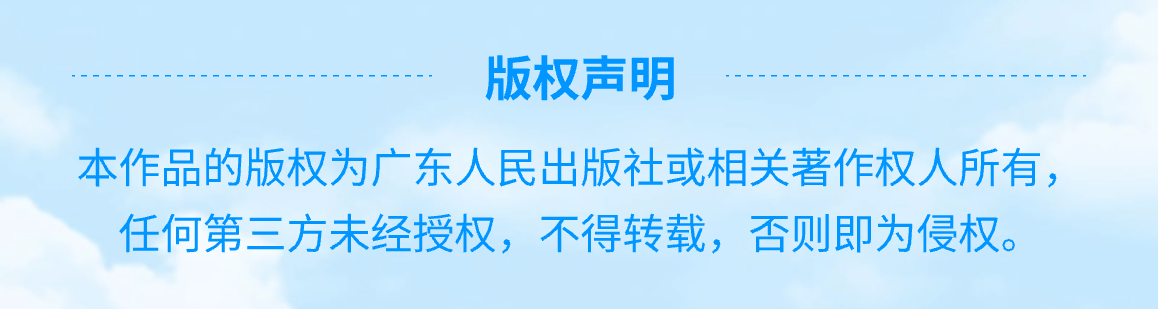 版权声明
本作品的版权为广东人民出版社或相关著作权人所有，
任何第三方未经授权，不得转载，否则即为侵权。